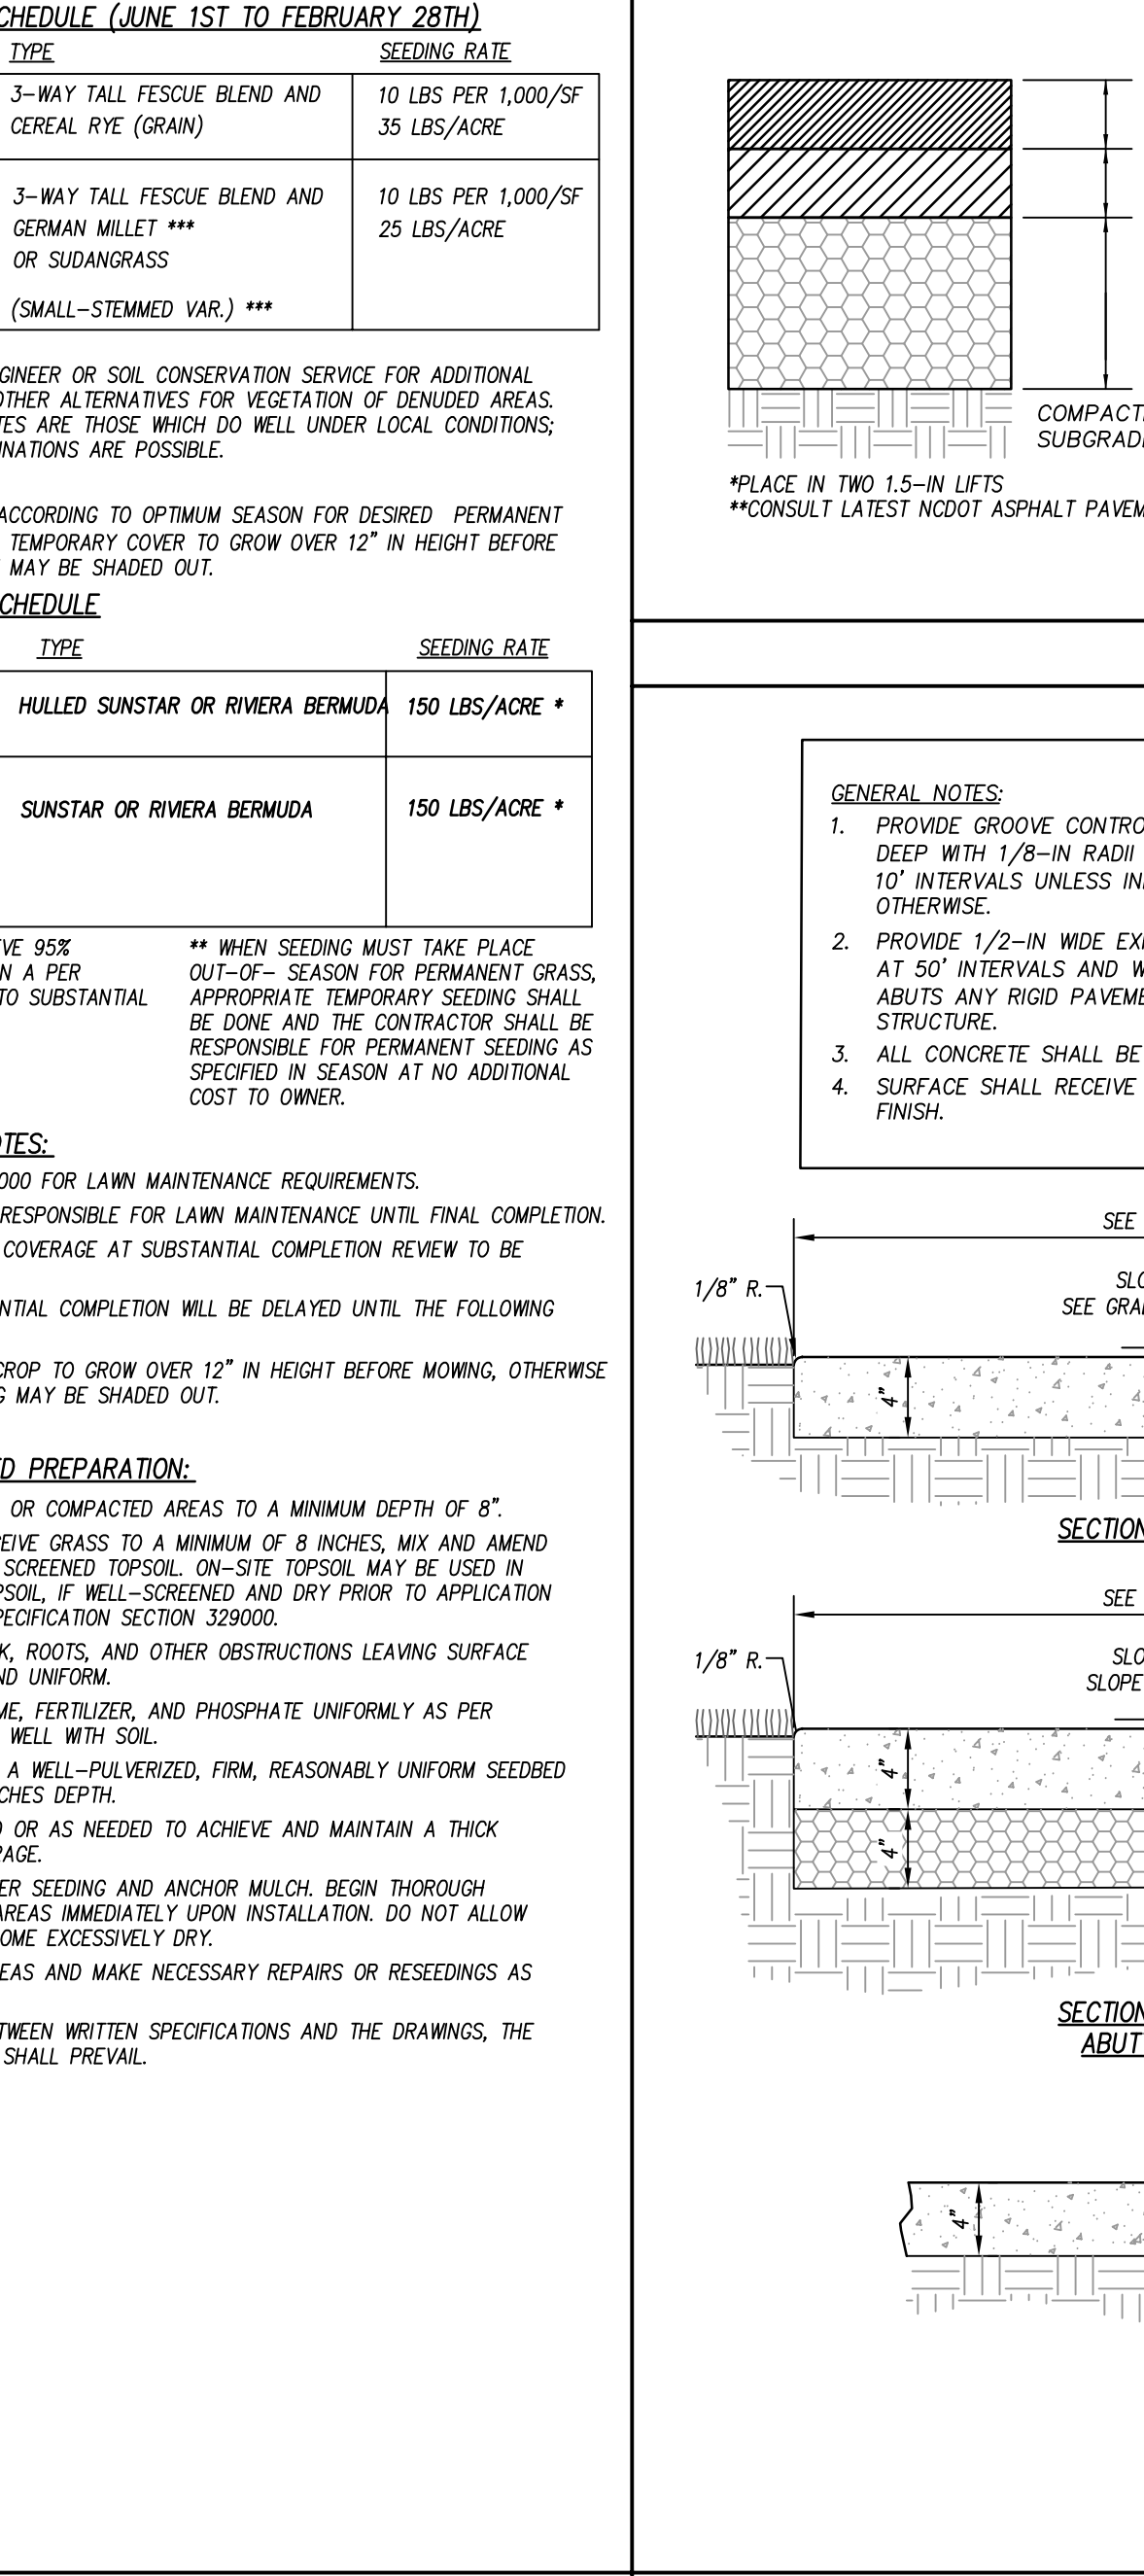 CHEDULE (JUNE 1ST TO FEBRUARY 28TH)
TYPE SEEDING RATE
3-WAY TALL FESCUE BLEND AND 10 LBS PER 1,000/SF
CEREAL RYE (GRAIN) 35 LBS/ACRE
3-WAY TALL FESCUE BLEND AND 10 LBS PER 1,000/SF
GERMAN MILLET *** 25 LBS/ACRE
OR SUDANGRASS
(SMALL-STEMMED VAR.) ***
GINEER OR SOIL CONSERVATION SERVICE FOR ADDITIONAL
OTHER ALTERNATIVES FOR VEGETATION OF DENUDED AREAS.
TES ARE THOSE WHICH DO WELL UNDER LOCAL CONDITIONS;
NATIONS ARE POSSIBLE.
ACCORDING TO OPTIMUM SEASON FOR DESIRED PERMANENT
TEMPORARY COVER TO GROW OVER 12" IN HEIGHT BEFORE
MAY BE SHADED OUT.
CHEDULE
TYPE SEEDING RATE
HULLED SUNSTAR OR RIVIERA BERMUDA 150 LBS/ACRE *
SUNSTAR OR RIVIERA BERMUDA 150 LBS/ACRE *
EVE 95%
N A PER
TO SUBSTANTIAL
** WHEN SEEDING MUST TAKE PLACE
OUT-OF- SEASON FOR PERMANENT GRASS,
APPROPRIATE TEMPORARY SEEDING SHALL
BE DONE AND THE CONTRACTOR SHALL BE
RESPONSIBLE FOR PERMANENT SEEDING AS
SPECIFIED IN SEASON AT NO ADDITIONAL
COST TO OWNER.
OTES:
000 FOR LAWN MAINTENANCE REQUIREMENTS.
RESPONSIBLE FOR LAWN MAINTENANCE UNTIL FINAL COMPLETION.
COVERAGE AT SUBSTANTIAL COMPLETION REVIEW TO BE
NTIAL COMPLETION WILL BE DELAYED UNTIL THE FOLLOWING
CROP TO GROW OVER 12" IN HEIGHT BEFORE MOWING, OTHERWISE
G MAY BE SHADED OUT.
ED PREPARATION:
OR COMPACTED AREAS TO A MINIMUM DEPTH OF 8".
CEIVE GRASS TO A MINIMUM OF 8 INCHES, MIX AND AMEND
SCREENED TOPSOIL. ON-SITE TOPSOIL MAY BE USED IN
PSOIL, IF WELL-SCREENED AND DRY PRIOR TO APPLICATION
PECIFICATION SECTION 329000.
K, ROOTS, AND OTHER OBSTRUCTIONS LEAVING SURFACE
ND UNIFORM.
ME, FERTILIZER, AND PHOSPHATE UNIFORMLY AS PER
WELL WITH SOIL.
A WELL-PULVERIZED, FIRM, REASONABLY UNIFORM SEEDBED
CHES DEPTH.
D OR AS NEEDED TO ACHIEVE AND MAINTAIN A THICK
RAGE.
ER SEEDING AND ANCHOR MULCH. BEGIN THOROUGH
AREAS IMMEDIATELY UPON INSTALLATION. DO NOT ALLOW
OME EXCESSIVELY DRY.
EAS AND MAKE NECESSARY REPAIRS OR RESEEDINGS AS
TWEEN WRITTEN SPECIFICATIONS AND THE DRAWINGS, THE
SHALL PREVAIL.
COMPACT
SUBGRAD
*PLACE IN TWO 1.5-IN LIFTS
**CONSULT LATEST NCDOT ASPHALT PAVEM
GENERAL NOTES:
1. PROVIDE GROOVE CONTRO
DEEP WITH 1/8-IN RADII
10' INTERVALS UNLESS IN
OTHERWISE.
2. PROVIDE 1/2-IN WIDE EX
AT 50' INTERVALS AND W
ABUTS ANY RIGID PAVEME
STRUCTURE.
3. ALL CONCRETE SHALL BE
4. SURFACE SHALL RECEIVE
FINISH.
SEE
1/8" R.
SLO
SEE GRA
4"
SECTION
SEE
1/8" R.
SLO
SLOPE
4"
4"
SECTION
ABUT
4"